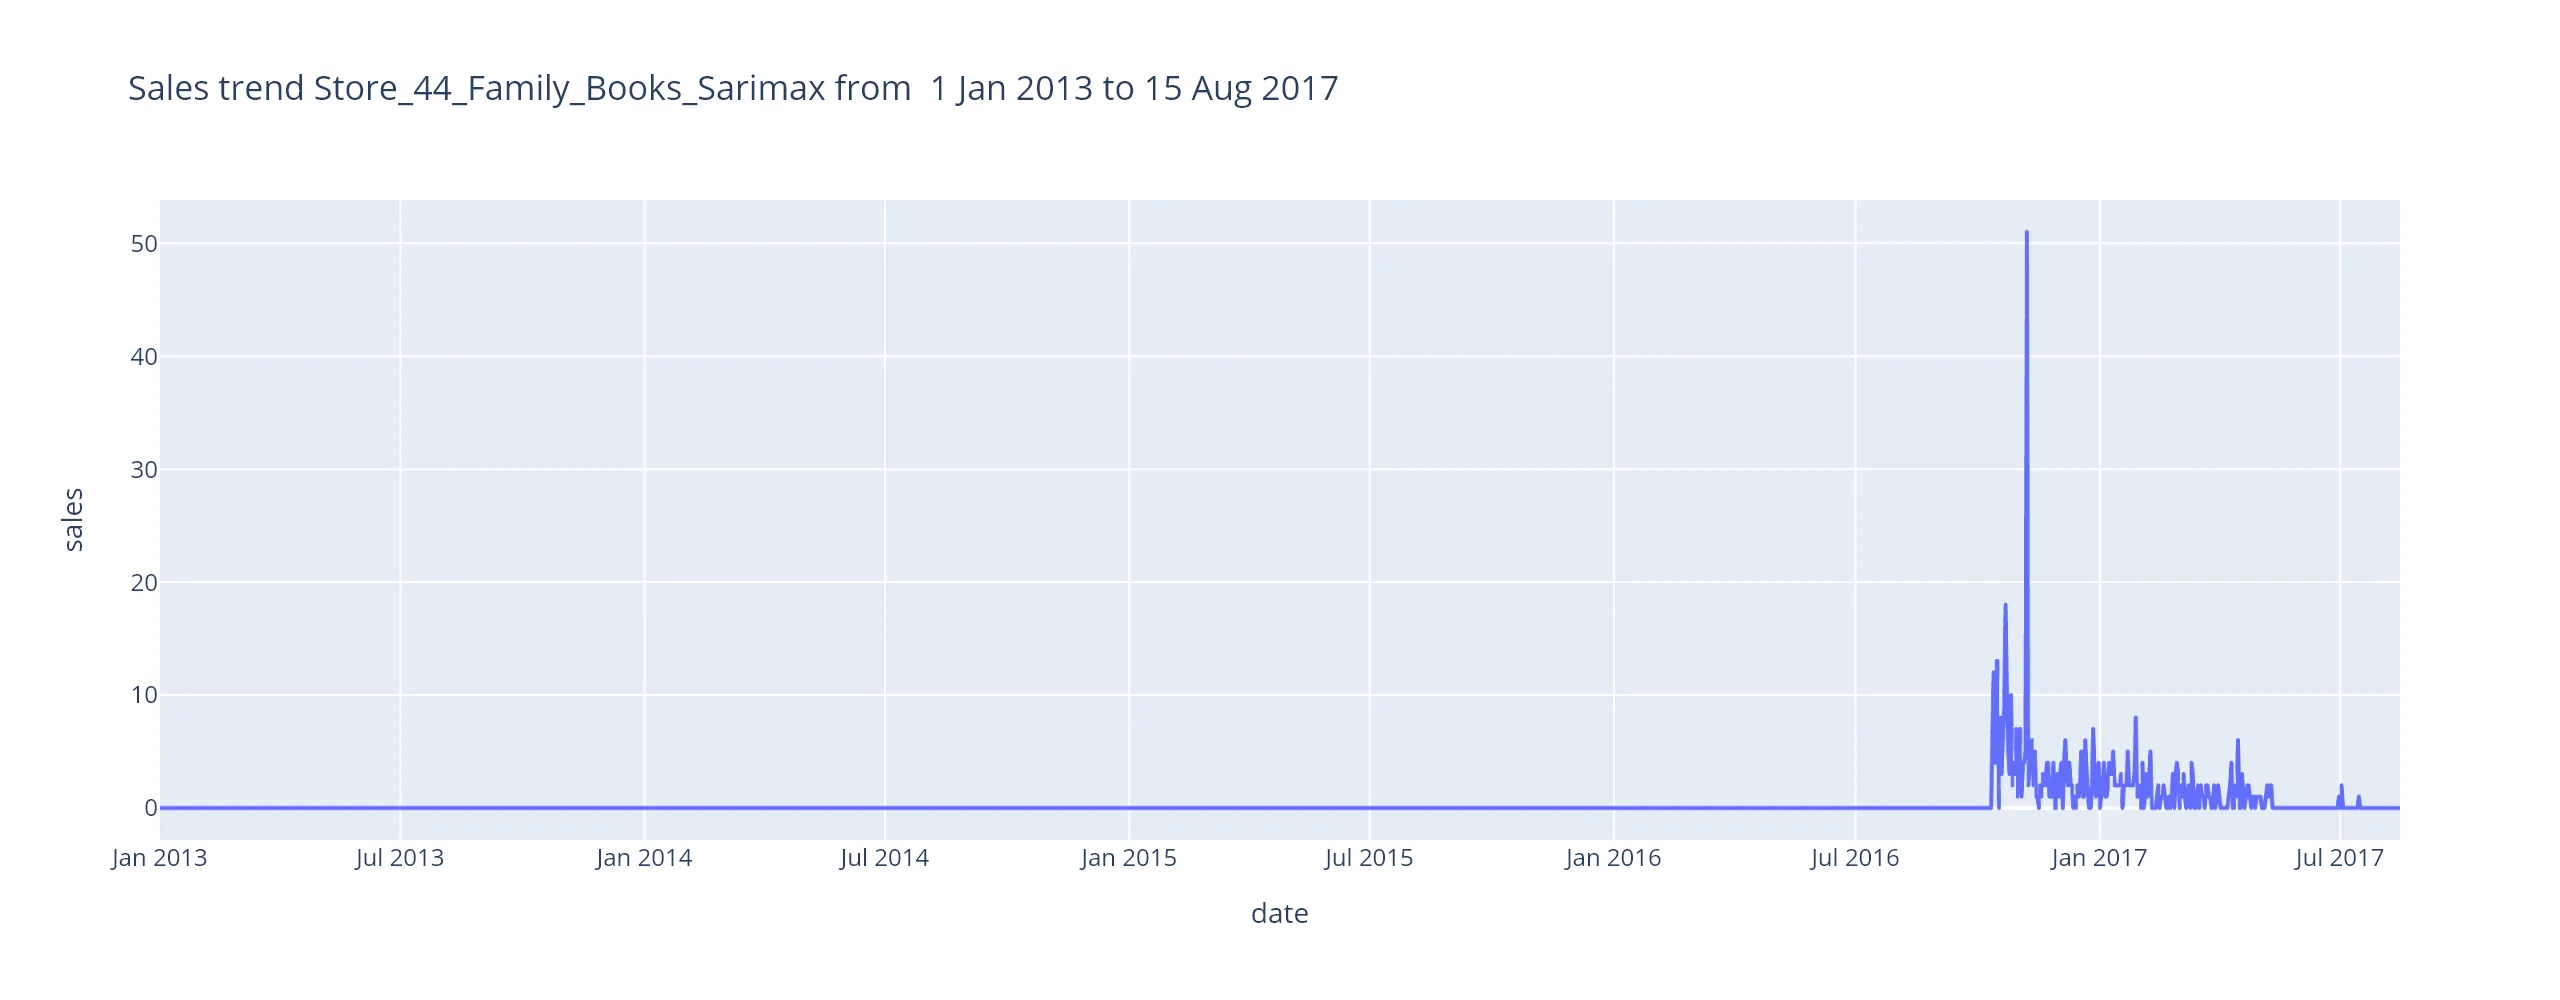 Sales trend Store_44_Family_Books_Sarimax from  1 Jan 2013 to 15 Aug 2017
50
40
30
20
10
0
sales
Jan 2013
Jul 2013
Jan 2014
Jul 2014
Jan 2015
Jul 2015
Jan 2016
Jul 2016
Jan 2017
Jul 2017
date